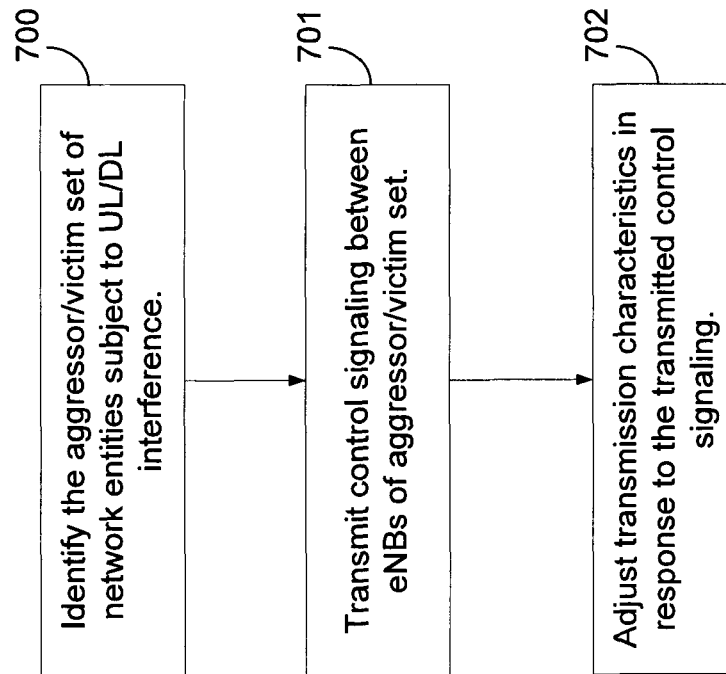 700
Identify the aggressor/victim set of
network entities subject to UL/DL
interference.
701
Transmit control signaling between
eNBs of aggressor/victim set.
702
Adjust transmission characteristics in
response to the transmitted control
signaling.